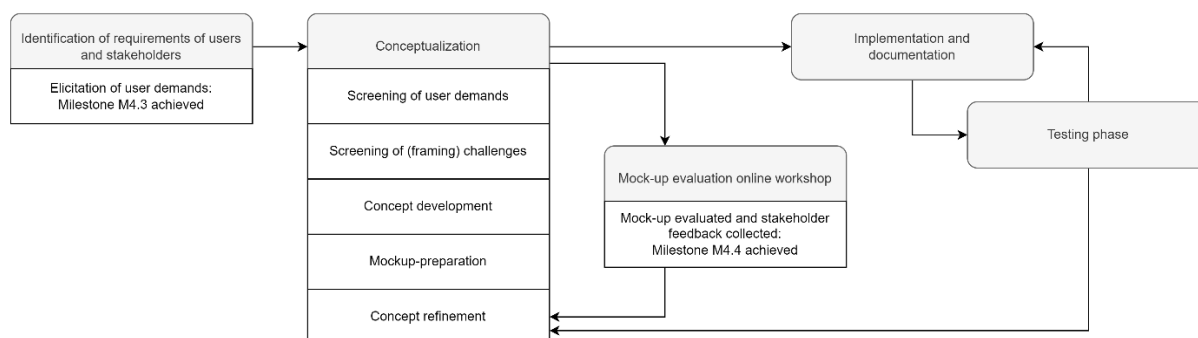 Identification of requirements of users
and stakeholders
Elicitation of user demands:
Milestone M4.3 achieved
Conceptualization
Screening of user demands
Screening of (framing) challenges
Concept development
Mockup-preparation
Concept refinement
Mock-up evaluation online workshop
Mock-up evaluated and stakeholder
feedback collected:
Milestone M4.4 achieved
Implementation and
documentation
Testing phase